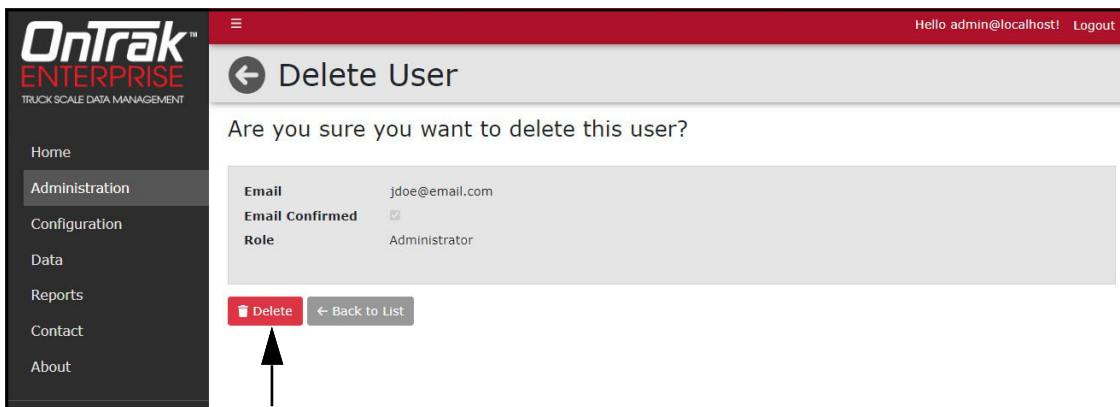 OnTrak™
ENTERPRISE
TRUCK SCALE DATA MANAGEMENT
Home
Administration
Configuration
Data
Reports
Contact
About
Hello admin@localhost! Logout
Delete User
Are you sure you want to delete this user?
Email jdoe@email.com
Email Confirmed
Role Administrator
Delete ← Back to List